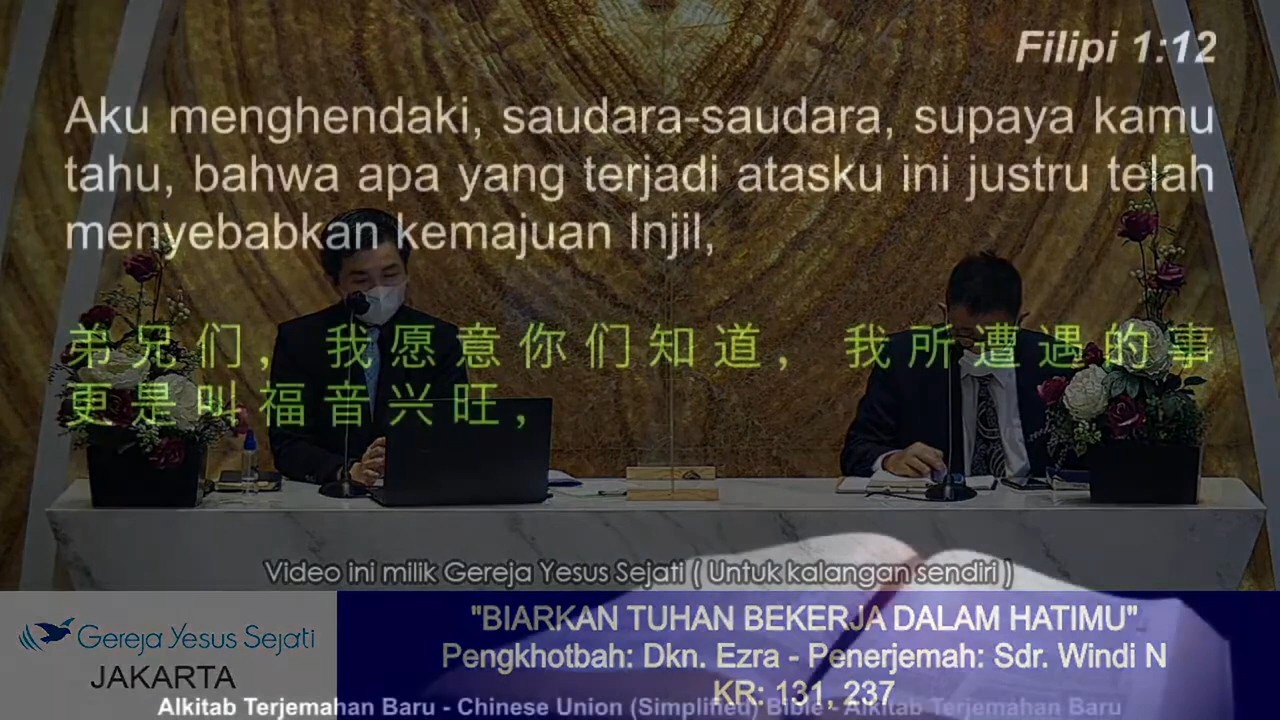 Filipi 1:12
Aku menghendaki, saudara-saudara, supaya kamu
tahu, bahwa apa yang terjadi atasku ini justru telah
menyebabkan kemajuan Injil,
弟兄们，我愿意你们知道，我所遭遇的事
更是叫福音兴旺，
Video ini milik Gereja Yesus Sejati ( Untuk kalangan sendiri )
Gereja Yesus Sejati
JAKARTA
"BIARKAN TUHAN BEKERJA DALAM HATIMU"
Pengkhotbah: Dkn. Ezra - Penerjemah: Sdr. Windi N
KR: 131, 237
Alkitab Terjemahan Baru - Chinese Union (Simplified) Bible - Alkitab Terjemahan Baru